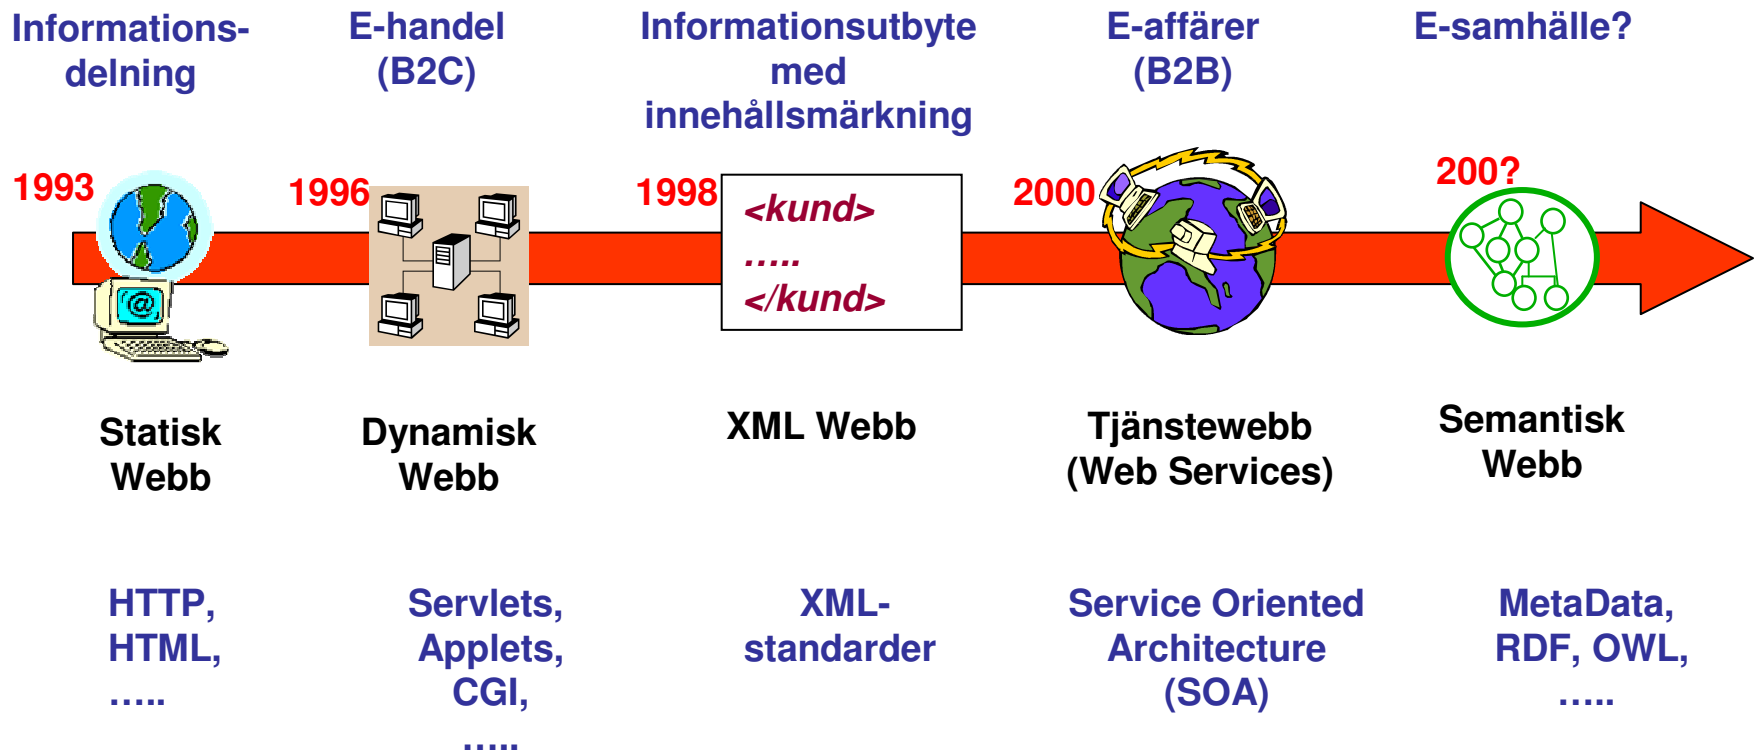 Informations-
delning
E-handel
(B2C)
Informationsutbyte
med
innehållsmärkning
E-affärer
(B2B)
E-samhälle?
1993
1996
1998
2000
200?
@
<kund>
.....
</kund>
Statisk
Webb
Dynamisk
Webb
XML Webb
Tjänstewebb
(Web Services)
Semantisk
Webb
HTTP,
HTML,
.....
Servlets,
Applets,
CGI,
.....
XML-
standarder
Service Oriented
Architecture
(SOA)
MetaData,
RDF, OWL,
.....